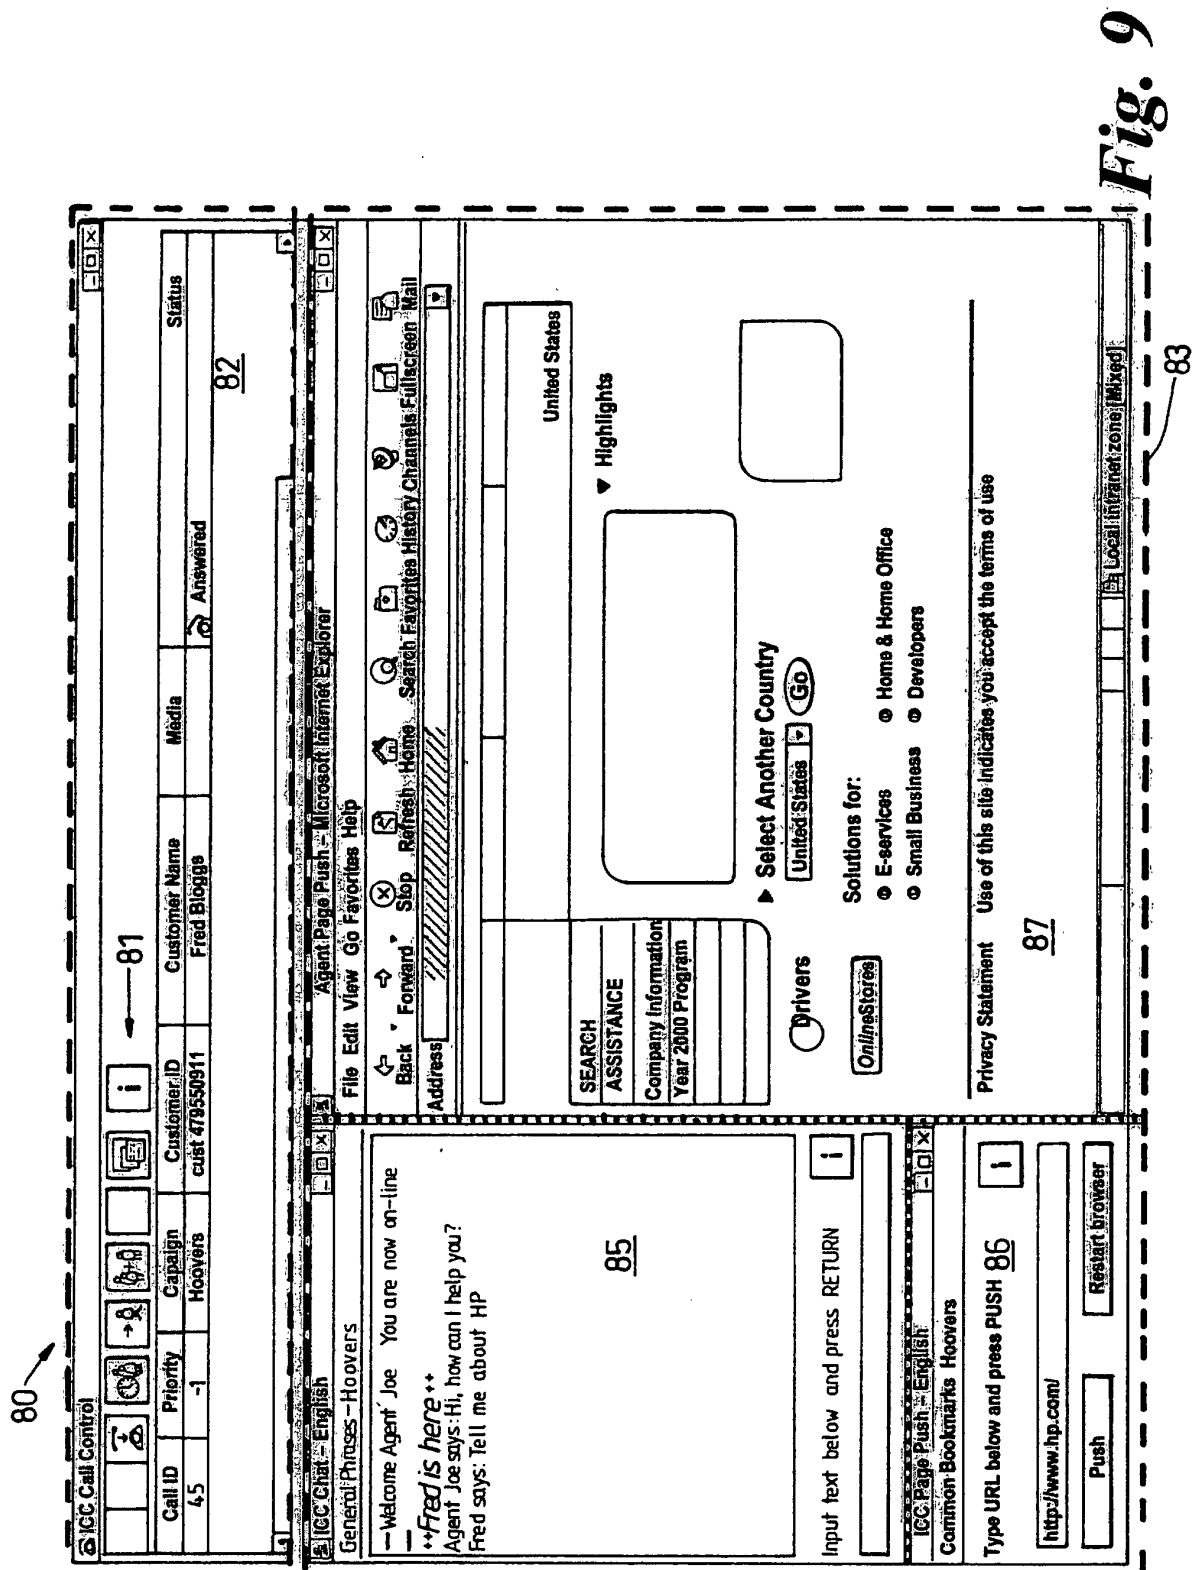 80
ICC Call Control
81
Call ID Priority Capaign Customer ID Customer Name Media Status
45 -1 Hoovers cust 479550911 Fred Bloggs Answered
82
ICC Chat - English
General Phrases - Hoovers
— Welcome Agent Joe You are now on-line
—
++Fred is here ++
Agent Joe says: Hi, how can I help you?
Fred says: Tell me about HP
85
Input text below and press RETURN
i
ICC Page Push - English
Common Bookmarks Hoovers
Type URL below and press PUSH 86
i
http://www.hp.com/
Push Restart browser
Agent Page Push - Microsoft Internet Explorer
File Edit View Go Favorites Help
Back Forward Stop Refresh Home Search Favorites History Channels Fullscreen Mail
Address
United States
SEARCH
ASSISTANCE
Company Information
Year 2000 Program
▼ Highlights
Drivers
▶ Select Another Country
United States Go
OnlineStores
Solutions for:
E-services Home & Home Office
Small Business Developers
Privacy Statement Use of this site indicates you accept the terms of use
87
Local intranet zone [Mixed]
83
Fig. 9